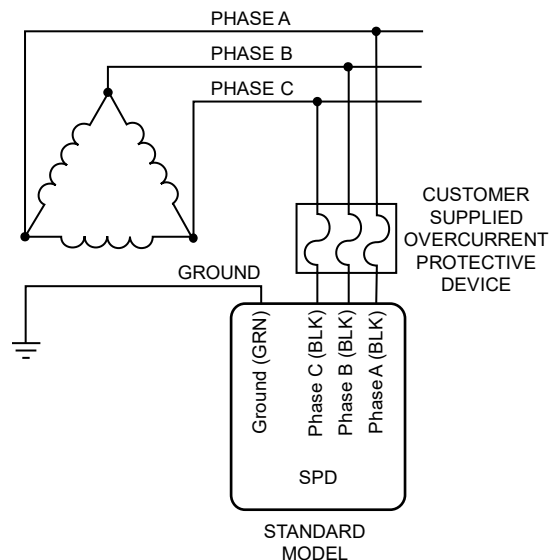 PHASE A
PHASE B
PHASE C
CUSTOMER
SUPPLIED
OVERCURRENT
PROTECTIVE
DEVICE
GROUND
Ground (GRN)
Phase C (BLK)
Phase B (BLK)
Phase A (BLK)
SPD
STANDARD
MODEL